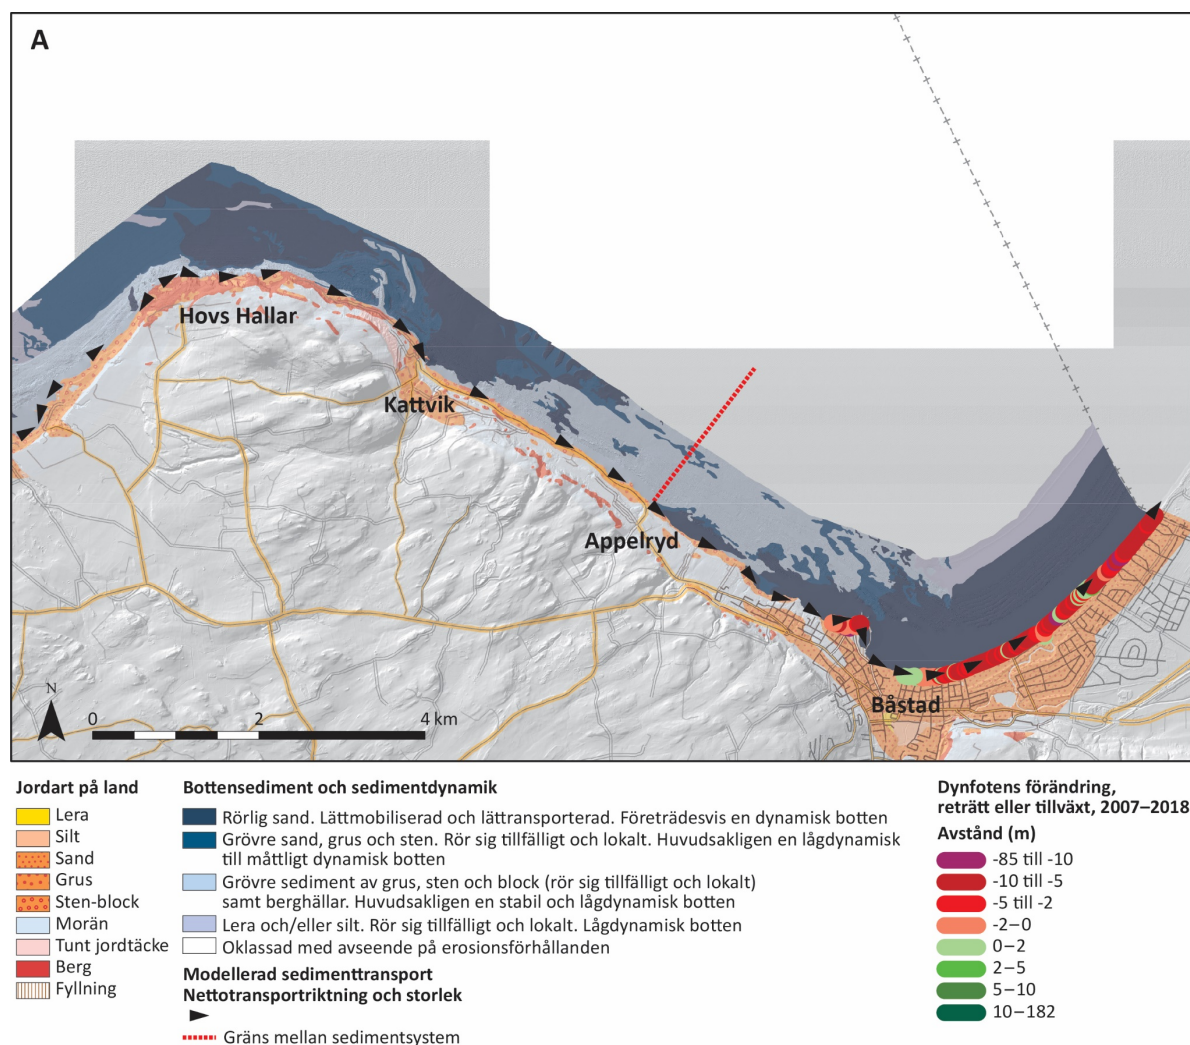 A
Hovs Hallar
Kattvik
Appelryd
Båstad
N
0 2 4 km
Jordart på land
Lera
Silt
Sand
Grus
Sten-block
Morän
Tunt jordtäcke
Berg
Fyllning
Bottensediment och sedimentdynamik
Rörlig sand. Lättmobiliserad och lättransporterad. Företrädesvis en dynamisk botten
Grövre sand, grus och sten. Rör sig tillfälligt och lokalt. Huvudsakligen en lågdynamisk
till måttligt dynamisk botten
Grövre sediment av grus, sten och block (rör sig tillfälligt och lokalt)
samt berghällar. Huvudsakligen en stabil och lågdynamisk botten
Lera och/eller silt. Rör sig tillfälligt och lokalt. Lågdynamisk botten
Oklassad med avseende på erosionsförhållanden
Modellerad sedimenttransport
Nettotransportriktning och storlek
Gräns mellan sedimentsystem
Dynfotens förändring,
reträtt eller tillväxt, 2007–2018
Avstånd (m)
-85 till -10
-10 till -5
-5 till -2
-2–0
0–2
2–5
5–10
10–182